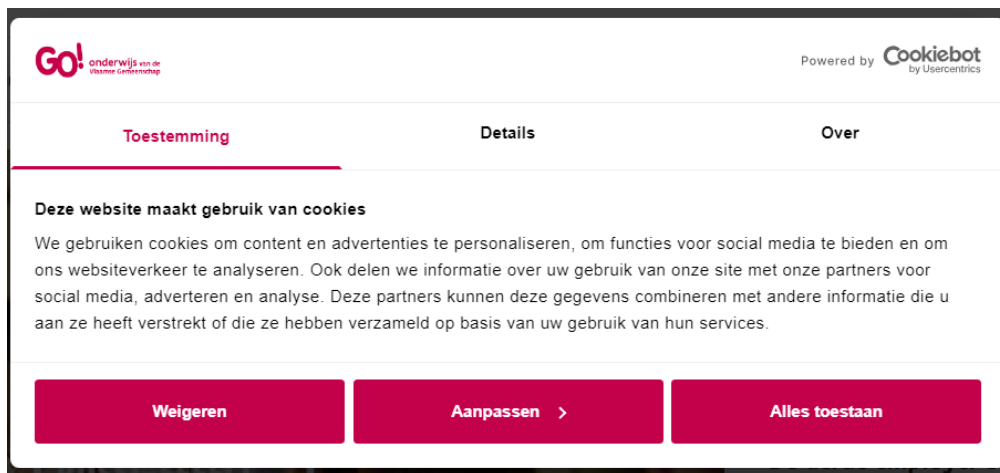 GO! onderwijs van de
Vlaamse Gemeenschap
Powered by Cookiebot
by Usercentrics
Toestemming Details Over
Deze website maakt gebruik van cookies
We gebruiken cookies om content en advertenties te personaliseren, om functies voor social media te bieden en om
ons websiteverkeer te analyseren. Ook delen we informatie over uw gebruik van onze site met onze partners voor
social media, adverteren en analyse. Deze partners kunnen deze gegevens combineren met andere informatie die u
aan ze heeft verstrekt of die ze hebben verzameld op basis van uw gebruik van hun services.
Weigeren Aanpassen Alles toestaan